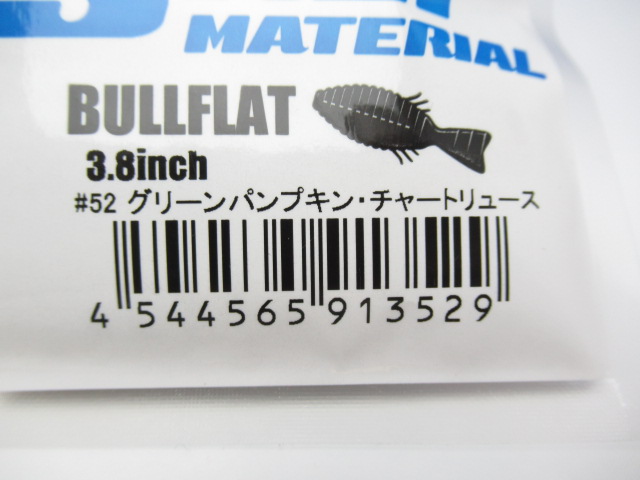 MATERIAL
BULLFLAT
3.8inch
#52 グリーンパンプキン・チャートリュース
4 544565 913529